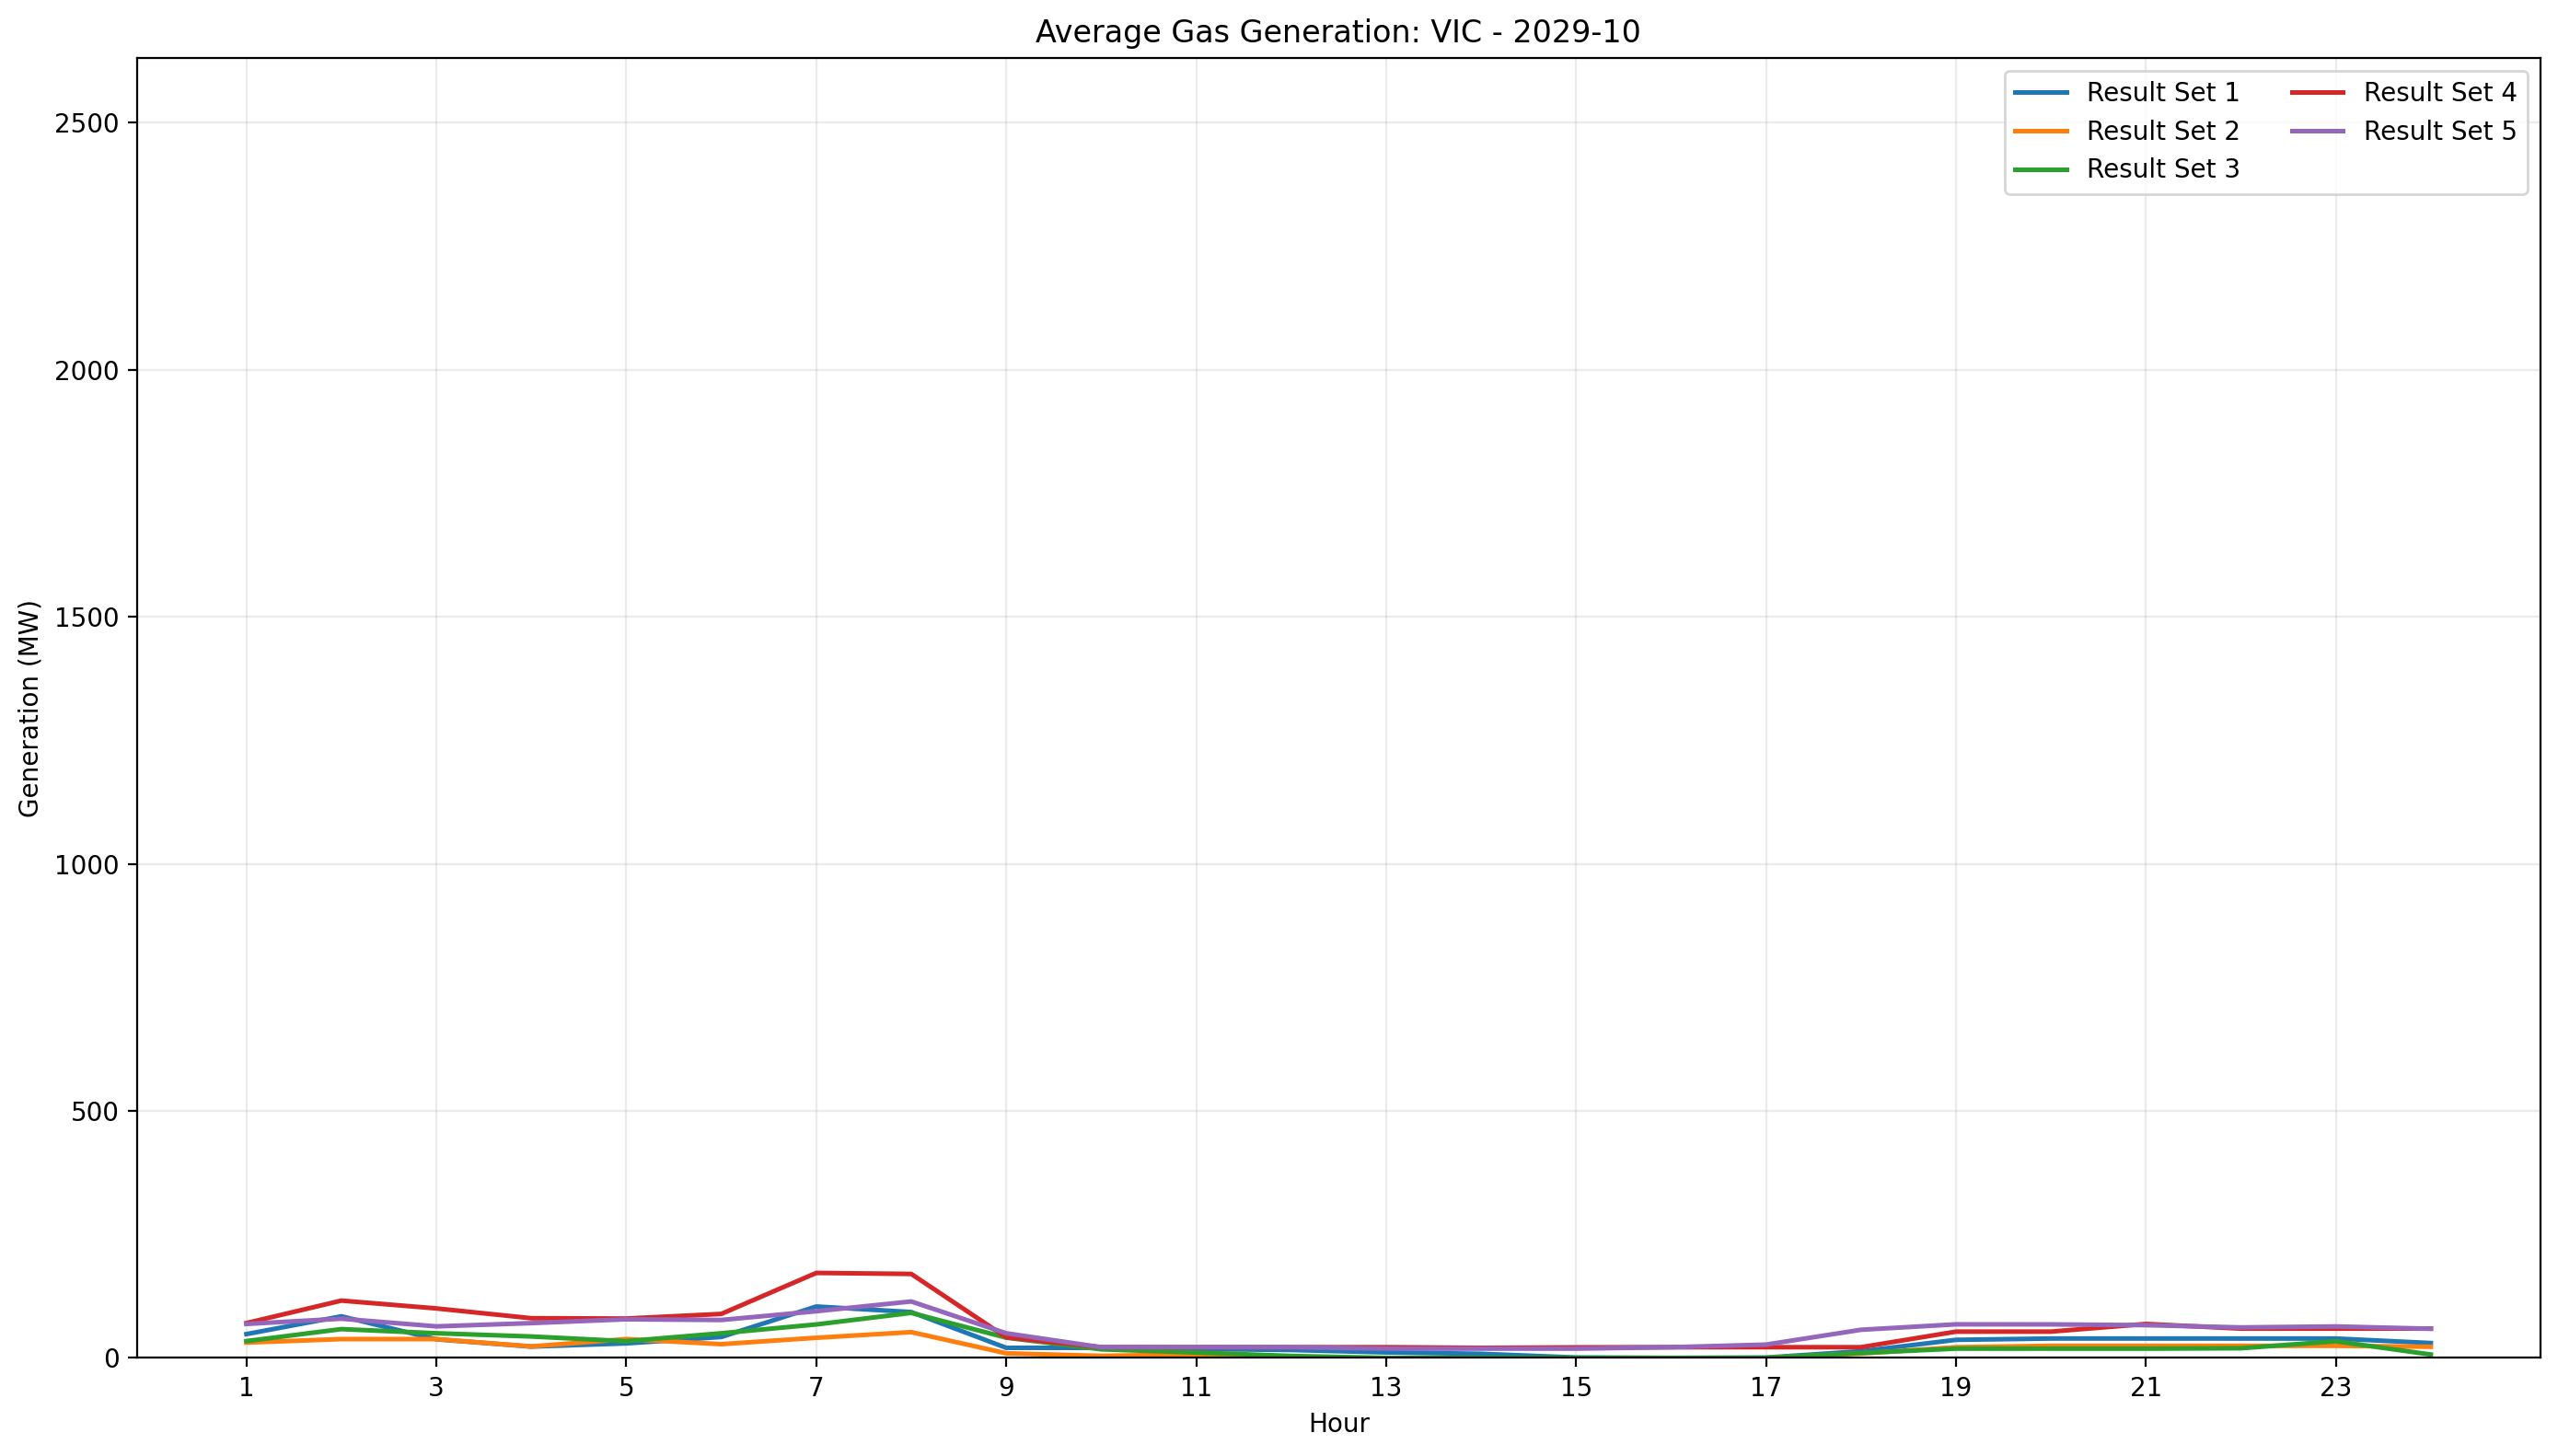 Average Gas Generation: VIC - 2029-10
Result Set 1
Result Set 2
Result Set 3
Result Set 4
Result Set 5
Generation (MW)
2500
2000
1500
1000
500
0
1 3 5 7 9 11 13 15 17 19 21 23
Hour